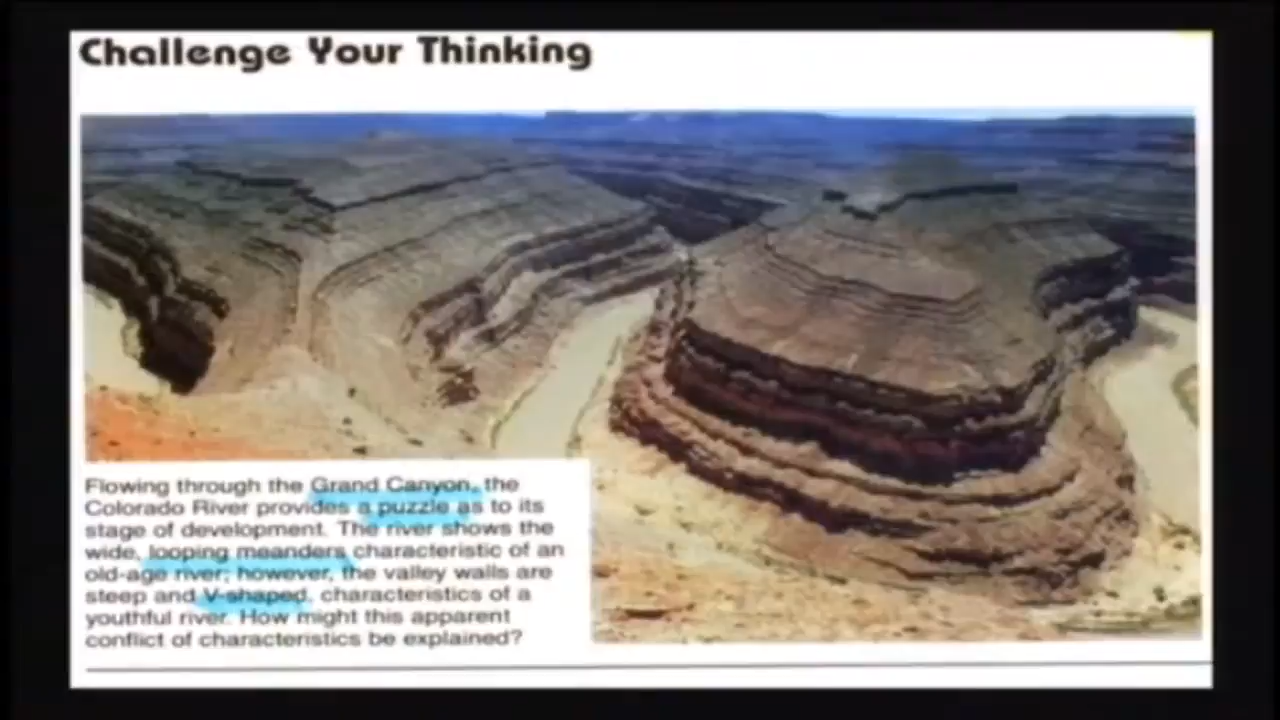 Challenge Your Thinking
Flowing through the Grand Canyon, the
Colorado River provides a puzzle as to its
stage of development. The river shows the
wide, looping meanders characteristic of an
old-age river; however, the valley walls are
steep and V-shaped, characteristics of a
youthful river. How might this apparent
conflict of characteristics be explained?